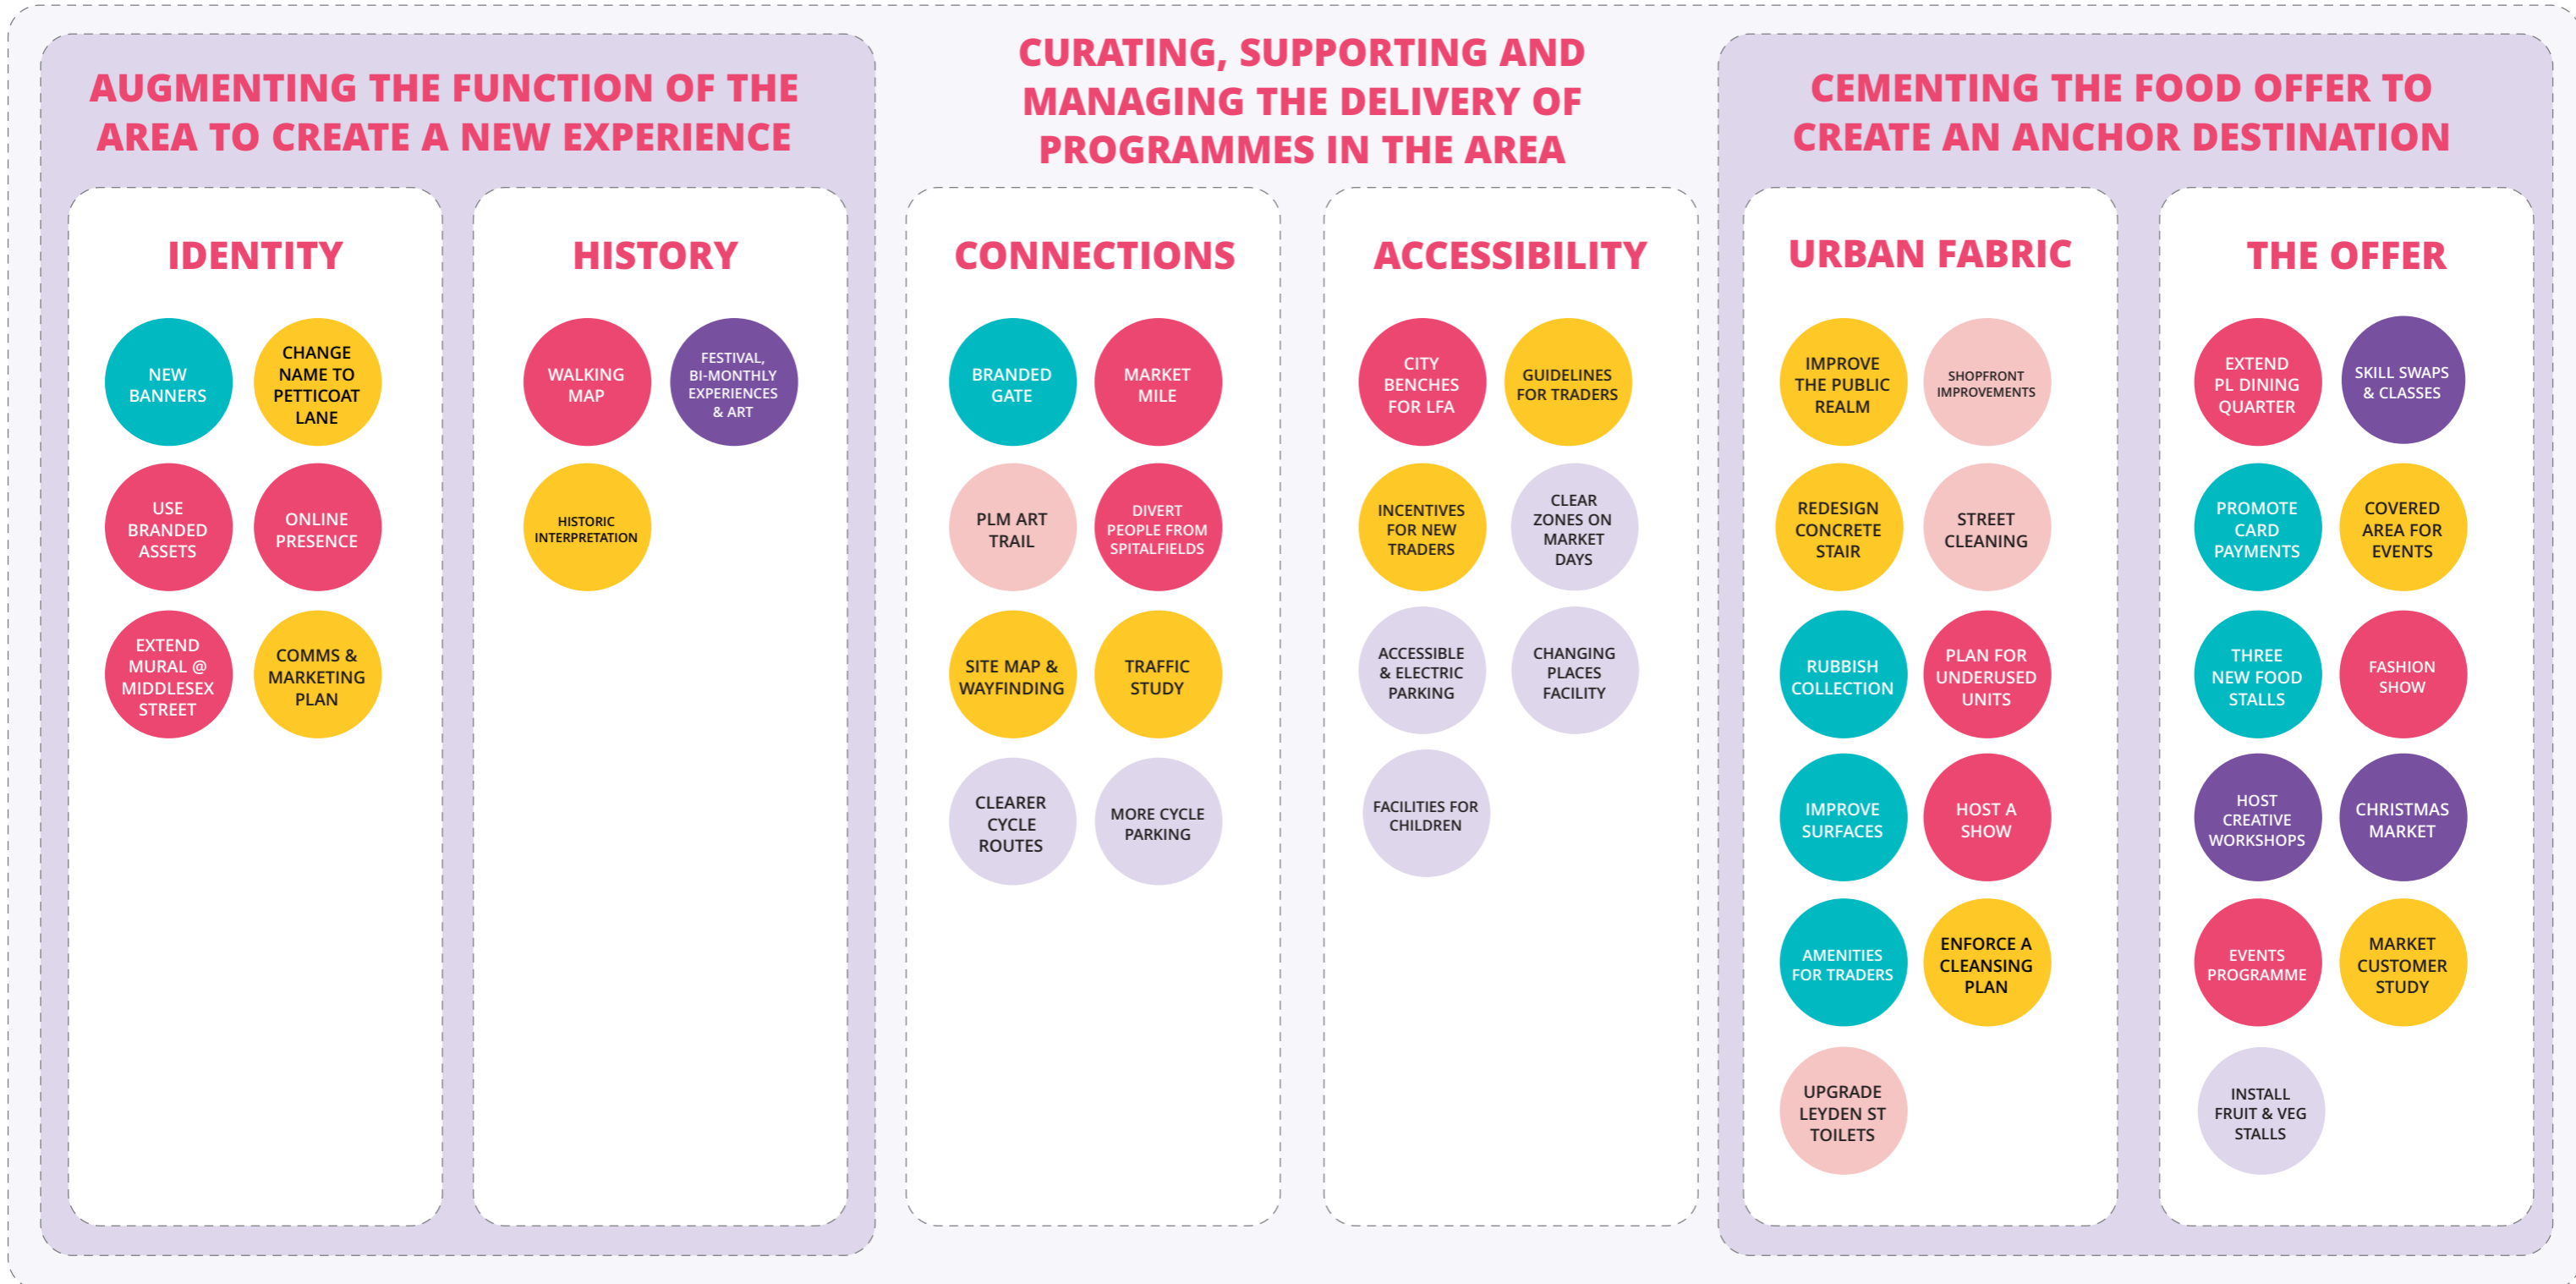 AUGMENTING THE FUNCTION OF THE
AREA TO CREATE A NEW EXPERIENCE
IDENTITY
NEW
BANNERS
CHANGE
NAME TO
PETTICOAT
LANE
USE
BRANDED
ASSETS
ONLINE
PRESENCE
EXTEND
MURAL @
MIDDLESEX
STREET
COMMS &
MARKETING
PLAN
HISTORY
WALKING
MAP
FESTIVAL,
BI-MONTHLY
EXPERIENCES
& ART
HISTORIC
INTERPRETATION
CURATING, SUPPORTING AND
MANAGING THE DELIVERY OF
PROGRAMMES IN THE AREA
CONNECTIONS
BRANDED
GATE
MARKET
MILE
PLM ART
TRAIL
DIVERT
PEOPLE FROM
SPITALFIELDS
SITE MAP &
WAYFINDING
TRAFFIC
STUDY
CLEARER
CYCLE
ROUTES
MORE CYCLE
PARKING
ACCESSIBILITY
CITY
BENCHES
FOR LFA
GUIDELINES
FOR TRADERS
INCENTIVES
FOR NEW
TRADERS
CLEAR
ZONES ON
MARKET
DAYS
ACCESSIBLE
& ELECTRIC
PARKING
CHANGING
PLACES
FACILITY
FACILITIES FOR
CHILDREN
CEMENTING THE FOOD OFFER TO
CREATE AN ANCHOR DESTINATION
URBAN FABRIC
IMPROVE
THE PUBLIC
REALM
SHOPFRONT
IMPROVEMENTS
REDESIGN
CONCRETE
STAIR
STREET
CLEANING
RUBBISH
COLLECTION
PLAN FOR
UNDERUSED
UNITS
IMPROVE
SURFACES
HOST A
SHOW
AMENITIES
FOR TRADERS
ENFORCE A
CLEANSING
PLAN
UPGRADE
LEYDEN ST
TOILETS
THE OFFER
EXTEND
PL DINING
QUARTER
SKILL SWAPS
& CLASSES
PROMOTE
CARD
PAYMENTS
COVERED
AREA FOR
EVENTS
THREE
NEW FOOD
STALLS
FASHION
SHOW
HOST
CREATIVE
WORKSHOPS
CHRISTMAS
MARKET
EVENTS
PROGRAMME
MARKET
CUSTOMER
STUDY
INSTALL
FRUIT & VEG
STALLS